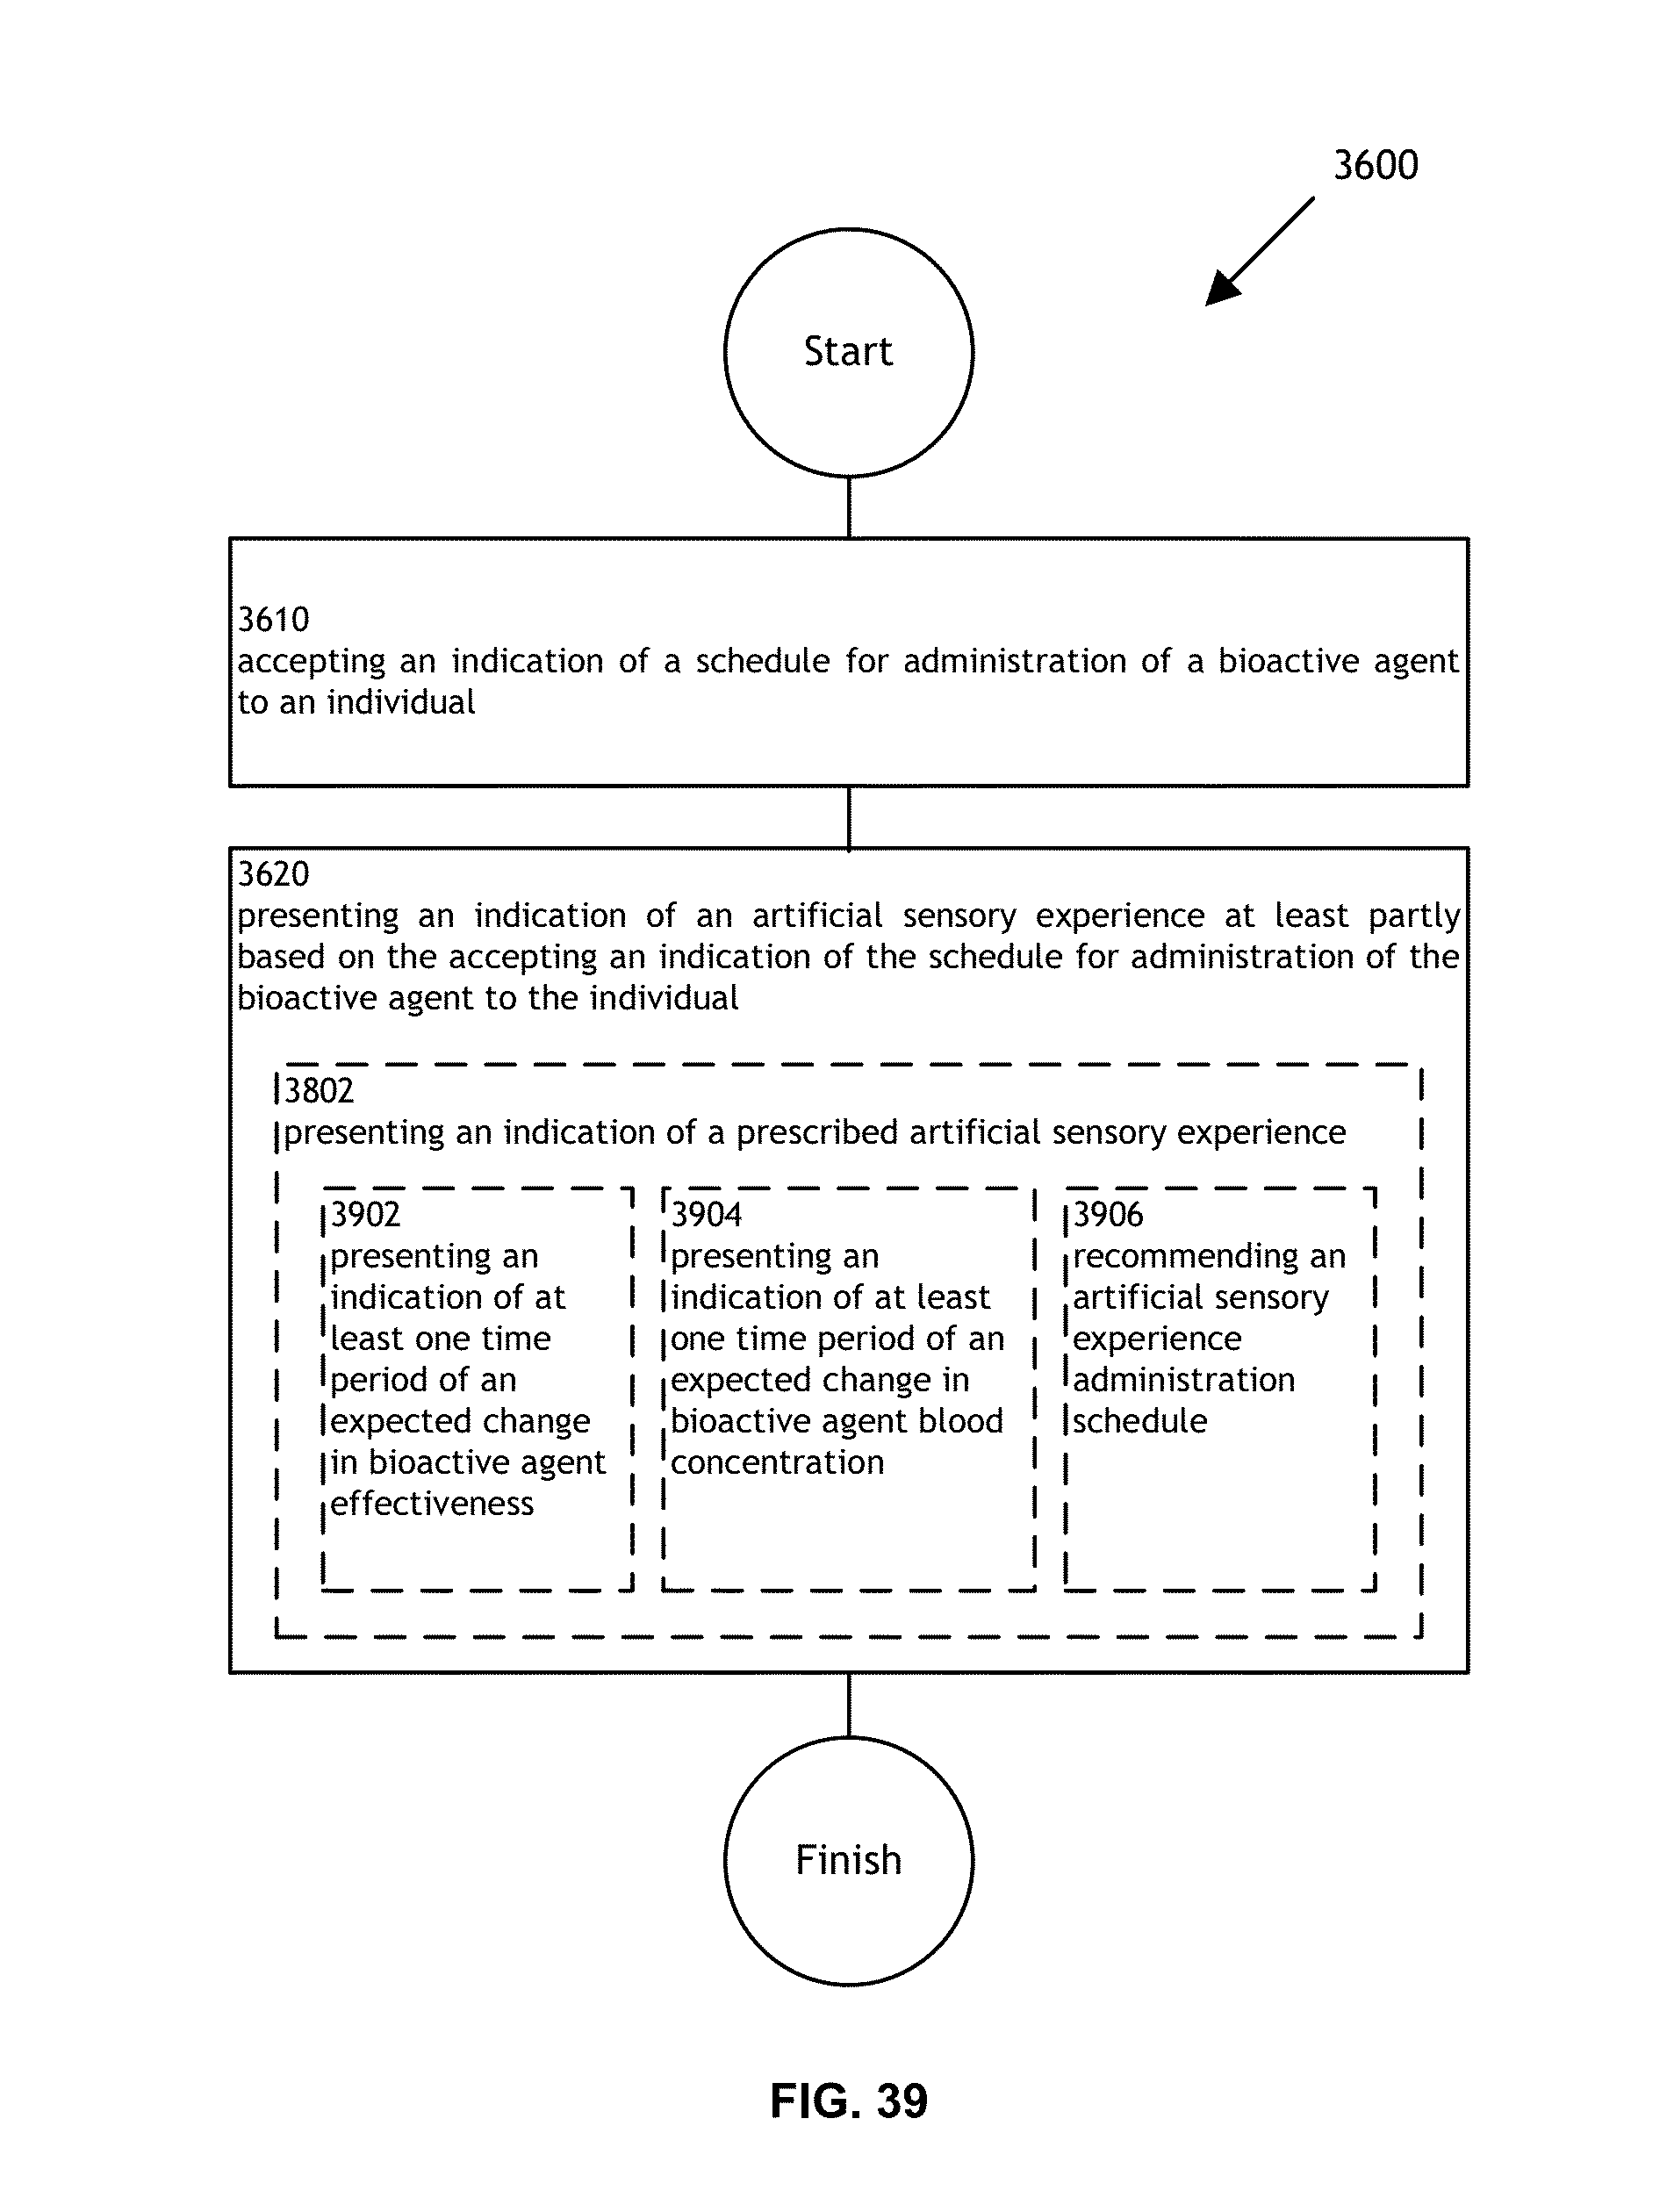 3600
Start
3610
accepting an indication of a schedule for administration of a bioactive agent
to an individual
3620
presenting an indication of an artificial sensory experience at least partly
based on the accepting an indication of the schedule for administration of the
bioactive agent to the individual
3802
presenting an indication of a prescribed artificial sensory experience
3902
presenting an
indication of at
least one time
period of an
expected change
in bioactive agent
effectiveness
3904
presenting an
indication of at least
one time period of an
expected change in
bioactive agent blood
concentration
3906
recommending an
artificial sensory
experience
administration
schedule
Finish
FIG. 39